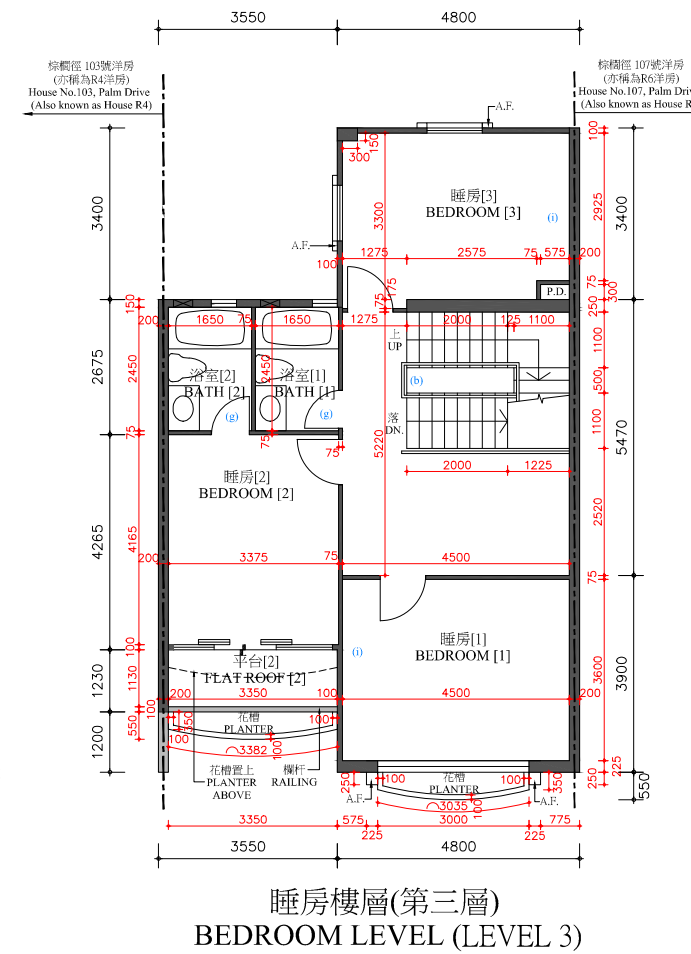 3550 4800
棕櫚徑 103號洋房
(亦稱為R4洋房)
House No.103, Palm Drive
(Also known as House R4)
棕櫚徑 107號洋房
(亦稱為R6洋房)
House No.107, Palm Driv
(Also known as House R
A.F.
100
150
300
3400
3300
睡房[3]
BEDROOM [3]
(i)
2925
3400
A.F.
100
1275 2575 75 575 200
75
175
75
P.D.
300
250
150
200 1650 75 1650 1275 2000 125 1100
上
UP
1100
2675
2450
2450
浴室[2]
BATH [2]
浴室[1]
BATH [1]
(b)
500
(g)
(g)
落
DN.
1100
75
75
75
5220
5470
2000 1225
睡房[2]
BEDROOM [2]
4265
4165
2520
200 3375 75 4500
75
睡房[1]
BEDROOM [1]
(i)
100
平台[2]
FLAT ROOF [2]
1230
1130
3600
3900
200 3350 100 4500 200
100
550
350
花槽
PLANTER
100
100
100
3382
1200
花槽置上
PLANTER
ABOVE
欄杆
RAILING
225
250
100
花槽
PLANTER
100
350
250
550
A.F.
3035
100
A.F.
3350 575 3000 775
225 225
3550 4800
睡房樓層(第三層)
BEDROOM LEVEL (LEVEL 3)